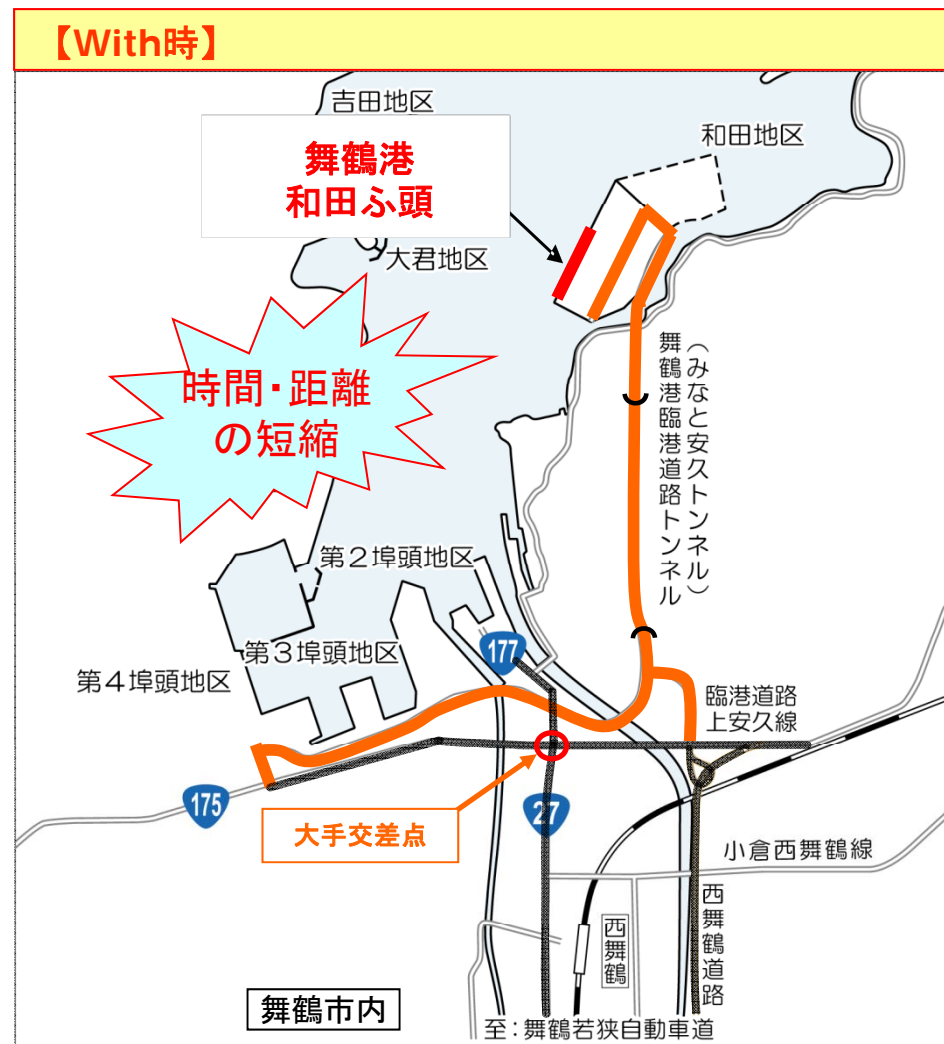 【With時】
吉田地区
和田地区
舞鶴港
和田ふ頭
大君地区
時間・距離
の短縮
(みなと安久トンネル)
舞鶴港臨港道路トンネル
第2埠頭地区
第3埠頭地区
第4埠頭地区
177
臨港道路
上安久線
175
27
大手交差点
小倉西舞鶴線
西舞鶴
西舞鶴道路
舞鶴市内
至:舞鶴若狭自動車道